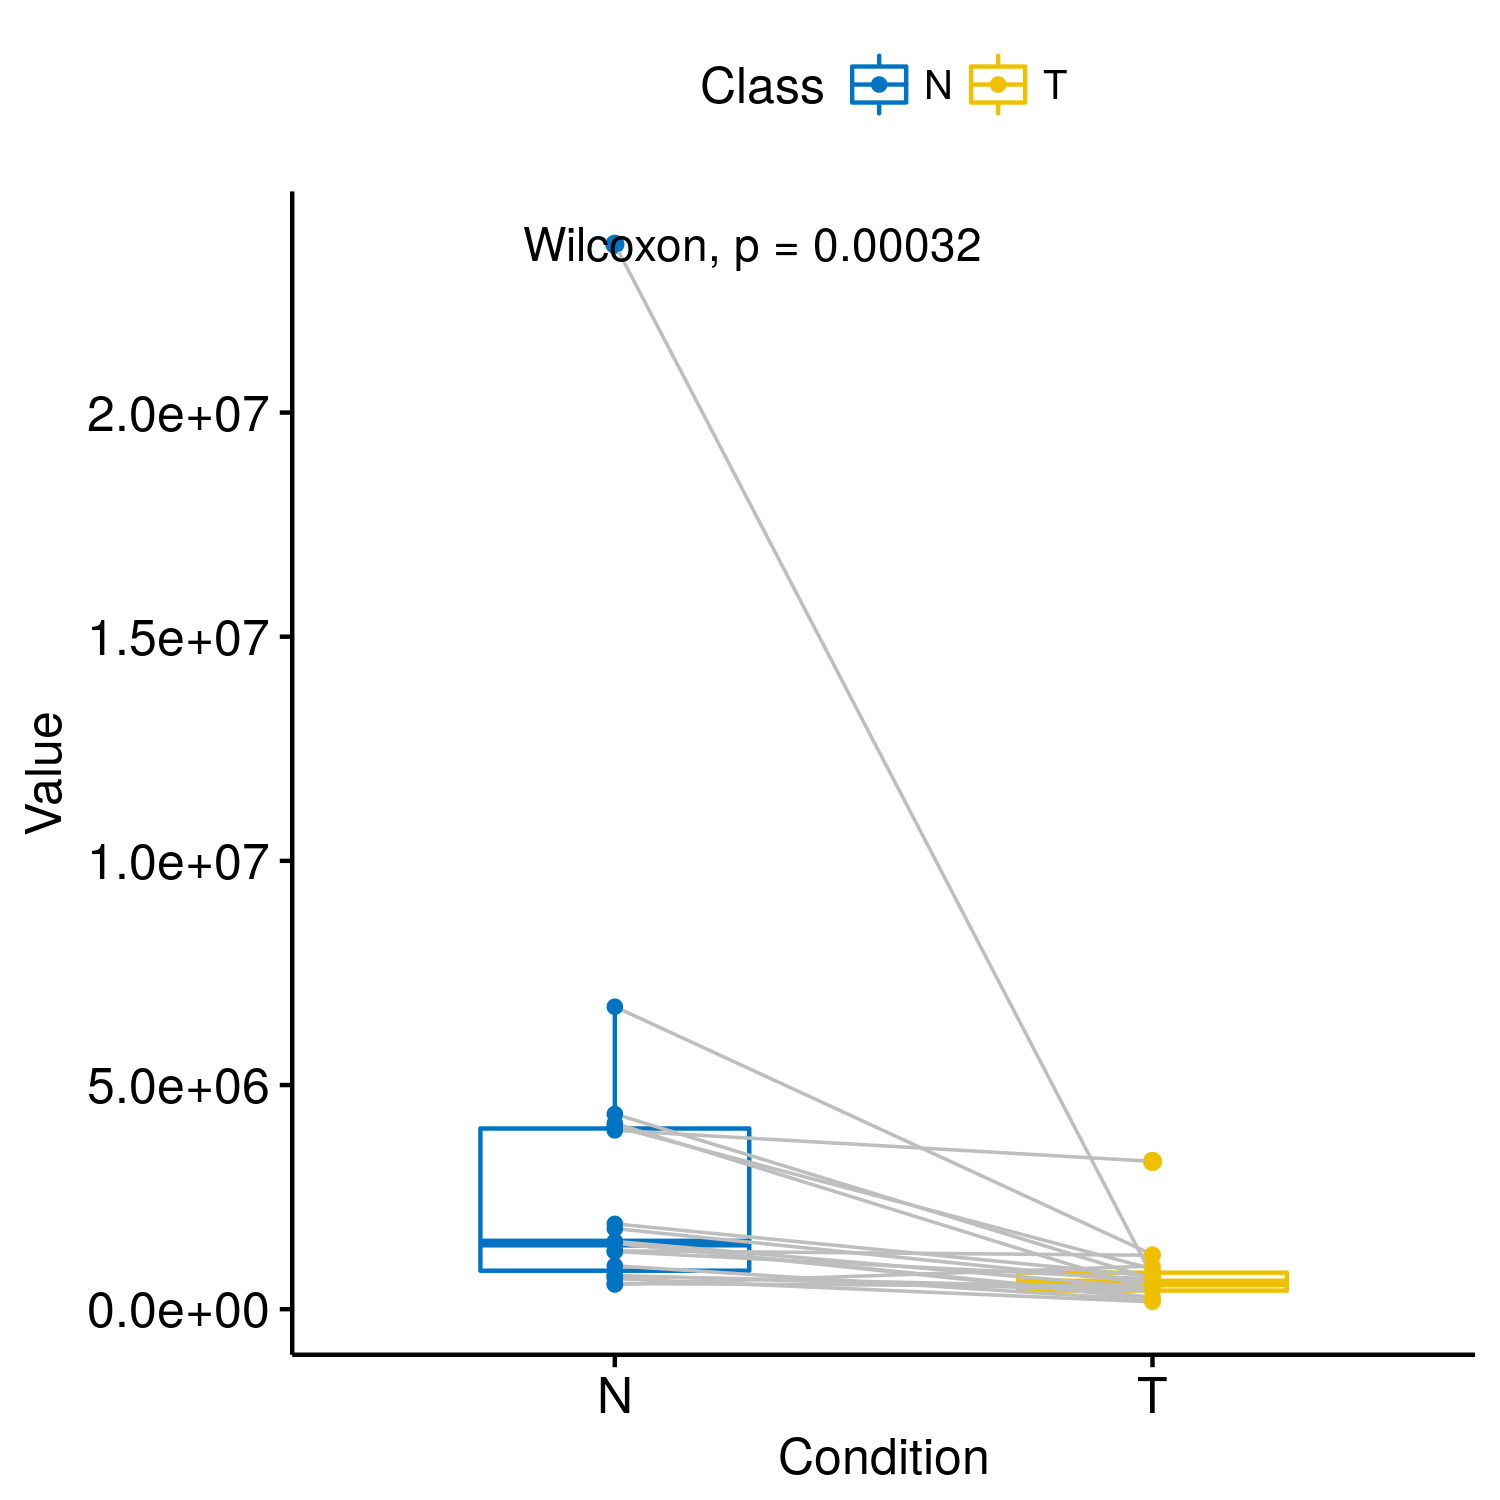 Class N T
Wilcoxon, p = 0.00032
2.0e+07
1.5e+07
1.0e+07
5.0e+06
0.0e+00
Value
N T
Condition